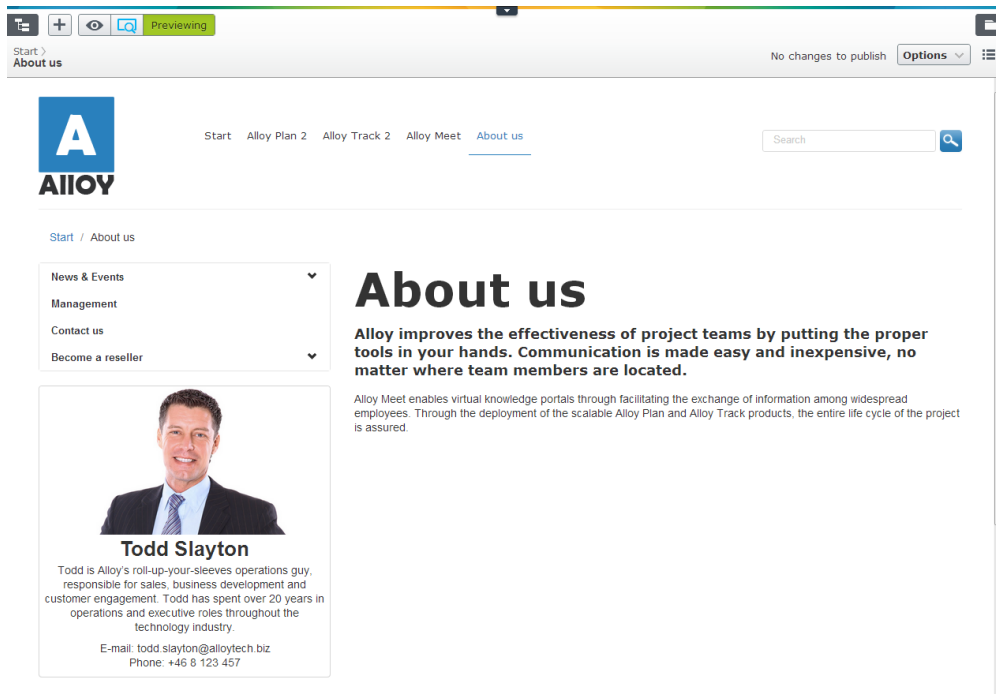 Previewing
Start >
About us
No changes to publish
Options
A
AllOY
Start
Alloy Plan 2
Alloy Track 2
Alloy Meet
About us
Search
Start / About us
News & Events
Management
Contact us
Become a reseller
About us
Alloy improves the effectiveness of project teams by putting the proper
tools in your hands. Communication is made easy and inexpensive, no
matter where team members are located.
Alloy Meet enables virtual knowledge portals through facilitating the exchange of information among widespread
employees. Through the deployment of the scalable Alloy Plan and Alloy Track products, the entire life cycle of the project
is assured.
Todd Slayton
Todd is Alloy's roll-up-your-sleeves operations guy,
responsible for sales, business development and
customer engagement. Todd has spent over 20 years in
operations and executive roles throughout the
technology industry.
E-mail: todd.slayton@alloytech.biz
Phone: +46 8 123 457